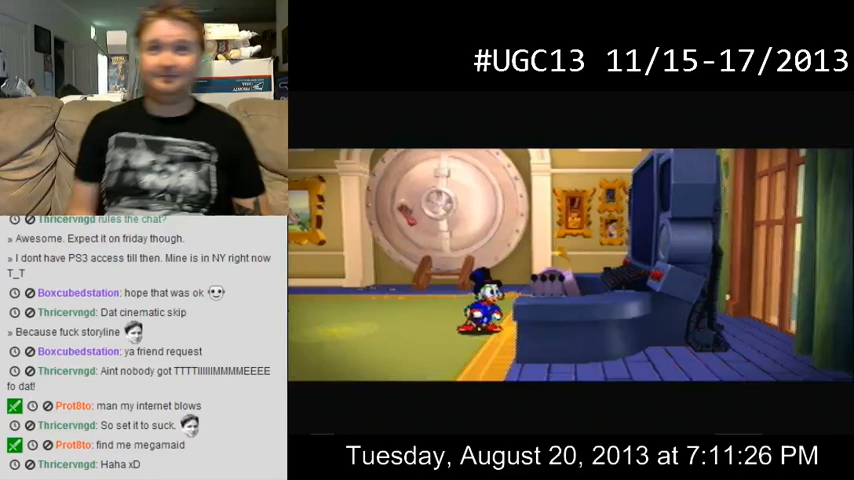 #UGC13 11/15-17/2013
PRIORITY
Thricervngd rules the chat?
» Awesome. Expect it on friday though.
» I dont have PS3 access till then. Mine is in NY right now
T_T
Boxcubedstation: hope that was ok
Thricervngd: Dat cinematic skip
» Because fuck storyline
Boxcubedstation: ya friend request
Thricervngd: Aint nobody got TTTTIIIIIIMMMMEEEE
fo dat!
Prot8to: man my internet blows
Thricervngd: So set it to suck.
Prot8to: find me megamaid
Thricervngd: Haha xD
Tuesday, August 20, 2013 at 7:11:26 PM